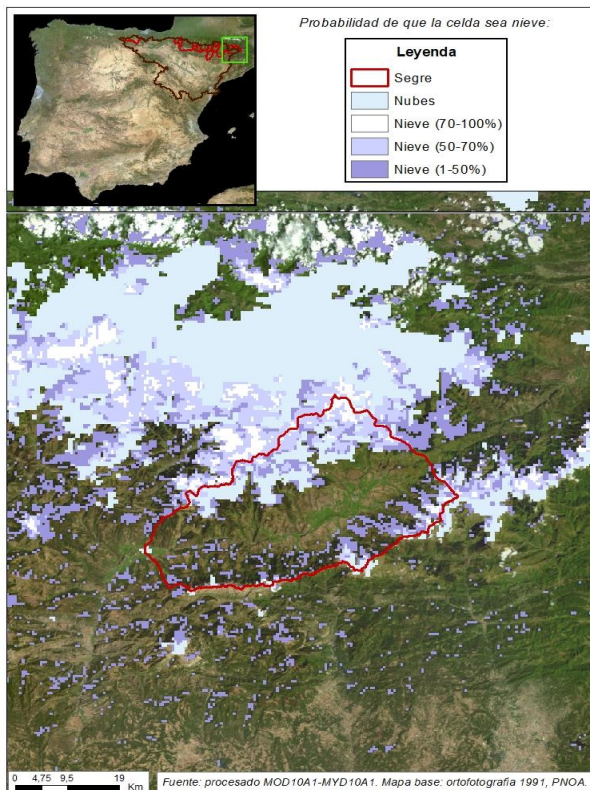 Probabilidad de que la celda sea nieve:
Leyenda
Segre
Nubes
Nieve (70-100%)
Nieve (50-70%)
Nieve (1-50%)
0 4,75 9,5 19
Km
Fuente: procesado MOD10A1-MYD10A1. Mapa base: ortofotografia 1991, PNOA.